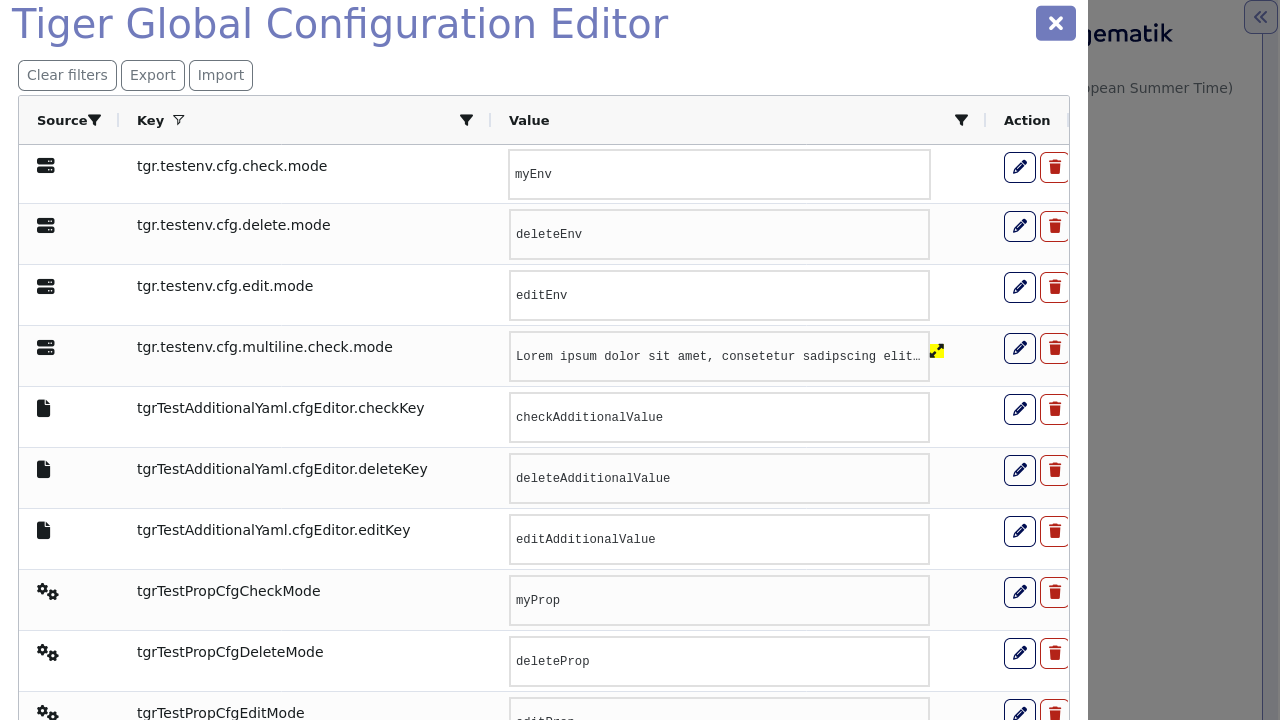 Tiger Global Configuration Editor
gematik
Clear filters Export Import
pean Summer Time)
Source Key Value Action
tgr.testenv.cfg.check.mode myEnv
tgr.testenv.cfg.delete.mode deleteEnv
tgr.testenv.cfg.edit.mode editEnv
tgr.testenv.cfg.multiline.check.mode Lorem ipsum dolor sit amet, consetetur sadipscing elit…
tgrTestAdditionalYaml.cfgEditor.checkKey checkAdditionalValue
tgrTestAdditionalYaml.cfgEditor.deleteKey deleteAdditionalValue
tgrTestAdditionalYaml.cfgEditor.editKey editAdditionalValue
tgrTestPropCfgCheckMode myProp
tgrTestPropCfgDeleteMode deleteProp
tgrTestPropCfgEditMode editProp